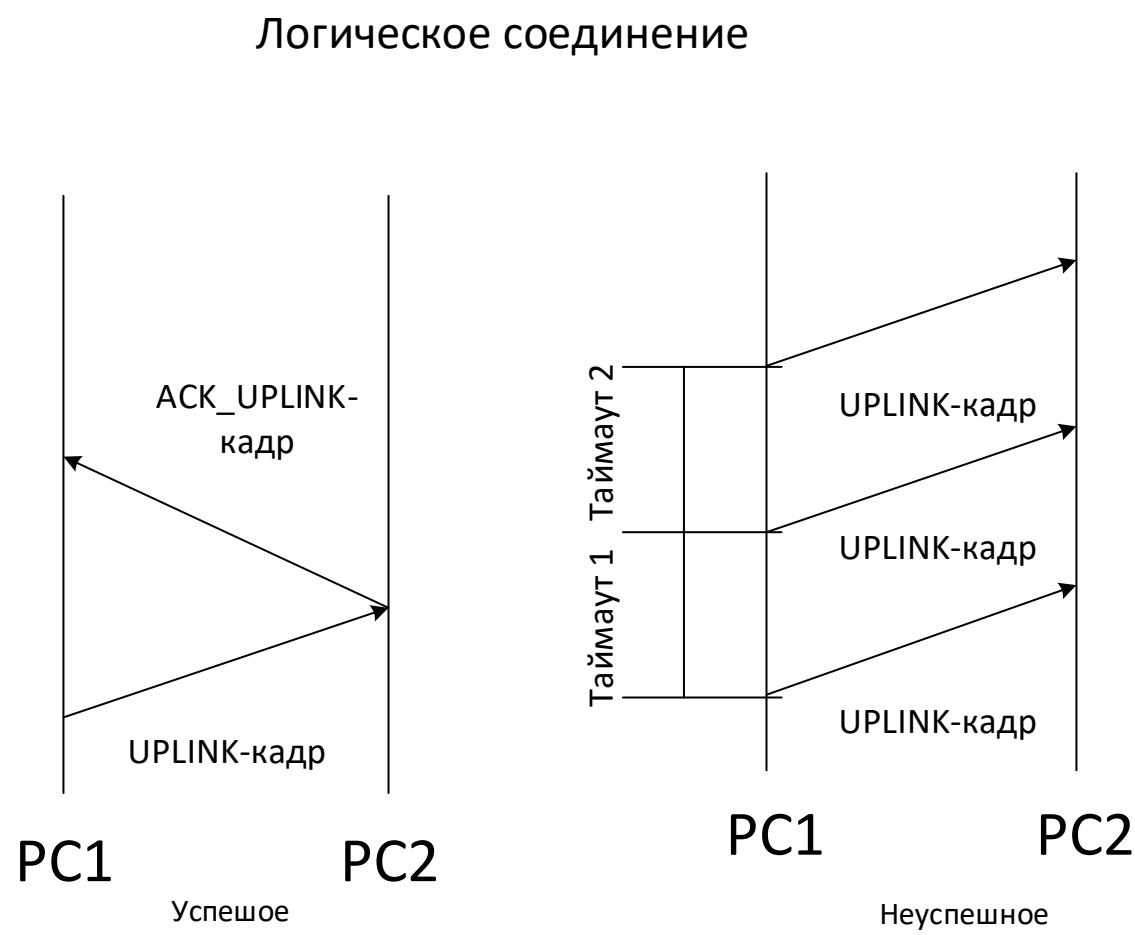 Логическое соединение
ACK_UPLINK-
кадр
UPLINK-кадр
PC1
PC2
Успешое
Таймаут 2
Таймаут 1
UPLINK-кадр
UPLINK-кадр
UPLINK-кадр
PC1
PC2
Неуспешное